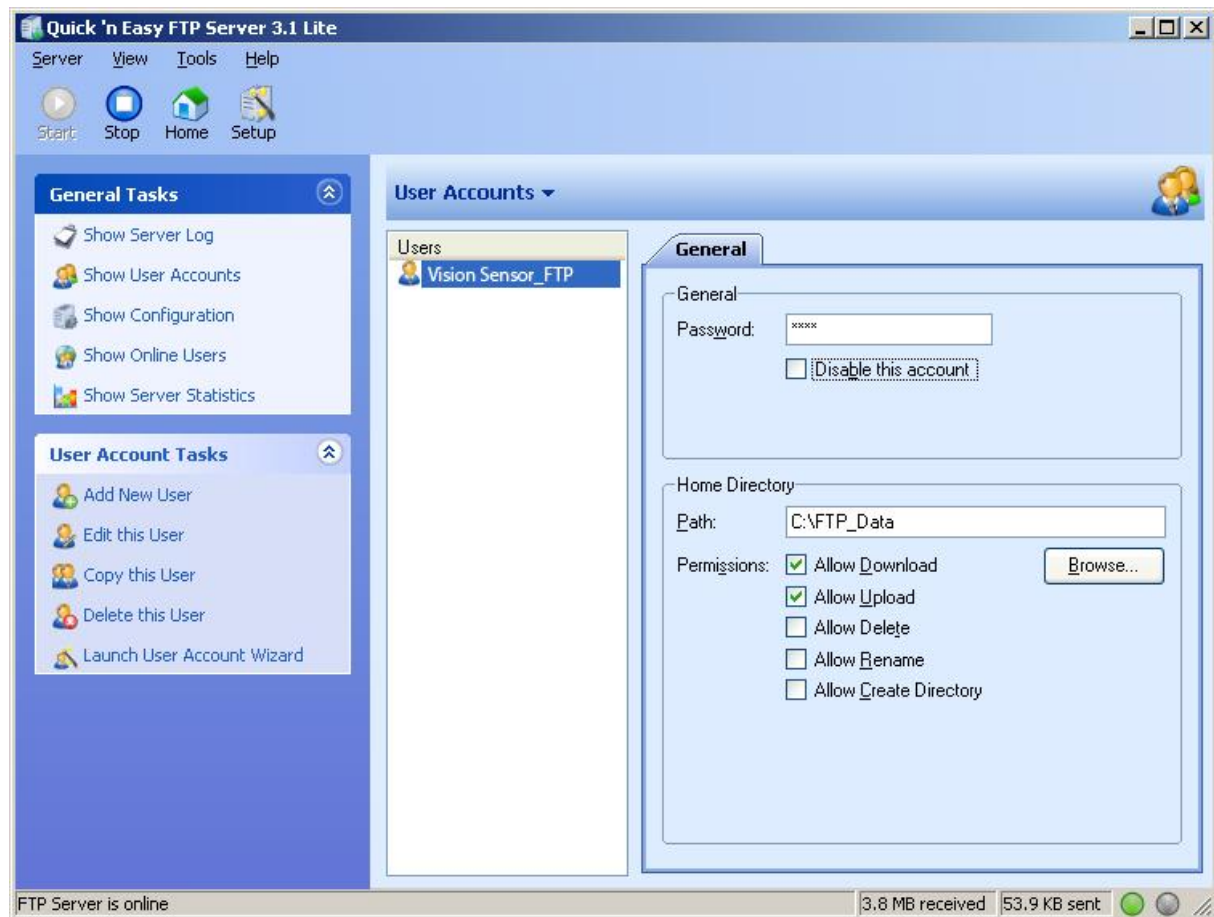 Quick 'n Easy FTP Server 3.1 Lite
Server View Tools Help
Start Stop Home Setup
General Tasks
Show Server Log
Show User Accounts
Show Configuration
Show Online Users
Show Server Statistics
User Account Tasks
Add New User
Edit this User
Copy this User
Delete this User
Launch User Account Wizard
User Accounts
Users
Vision Sensor_FTP
General
General
Password: ××××
Disable this account
Home Directory
Path: C:\FTP_Data
Permissions: Allow Download Browse...
Allow Upload
Allow Delete
Allow Rename
Allow Create Directory
FTP Server is online 3.8 MB received 53.9 KB sent